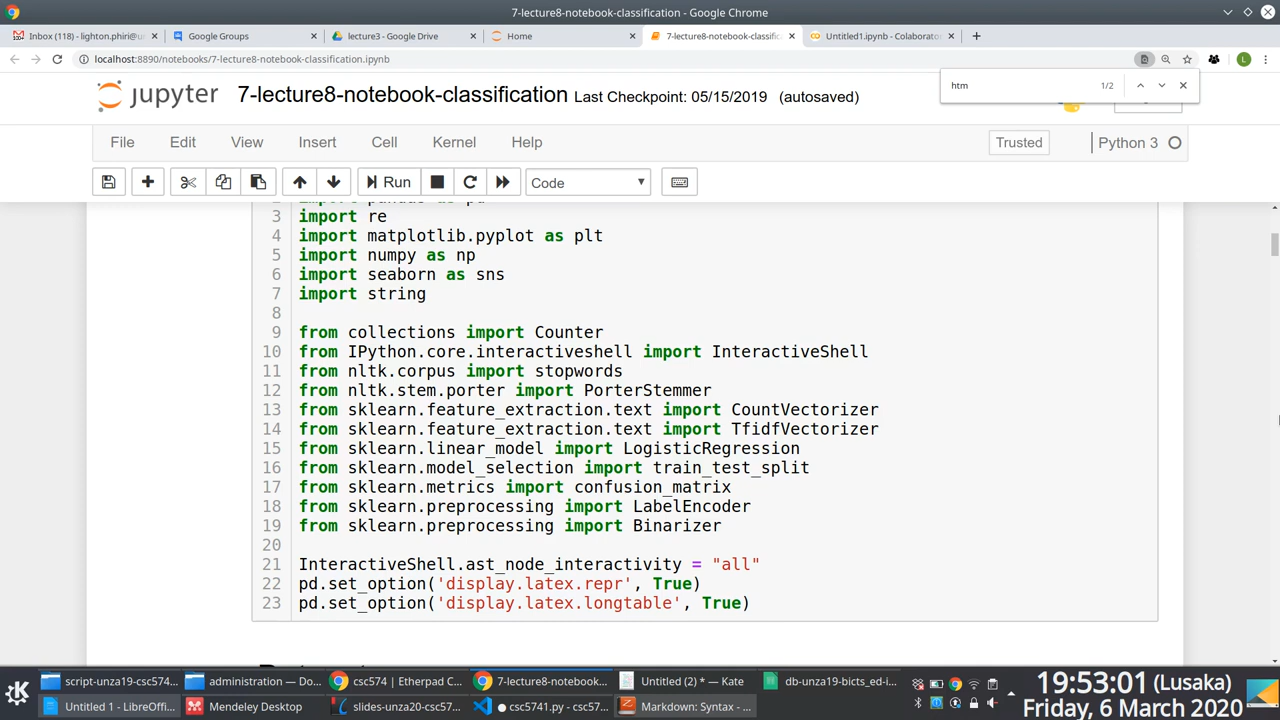 7-lecture8-notebook-classification - Google Chrome
Inbox (118) - lighton.phiri@u
Google Groups
lecture3 - Google Drive
Home
7-lecture8-notebook-classific
Untitled1.ipynb - Colaborato
localhost:8890/notebooks/7-lecture8-notebook-classification.ipynb
L
htm 1/2
jupyter 7-lecture8-notebook-classification Last Checkpoint: 05/15/2019 (autosaved)
File Edit View Insert Cell Kernel Help Trusted Python 3
Run Code
3 import re
4 import matplotlib.pyplot as plt
5 import numpy as np
6 import seaborn as sns
7 import string
8
9 from collections import Counter
10 from IPython.core.interactiveshell import InteractiveShell
11 from nltk.corpus import stopwords
12 from nltk.stem.porter import PorterStemmer
13 from sklearn.feature_extraction.text import CountVectorizer
14 from sklearn.feature_extraction.text import TfidfVectorizer
15 from sklearn.linear_model import LogisticRegression
16 from sklearn.model_selection import train_test_split
17 from sklearn.metrics import confusion_matrix
18 from sklearn.preprocessing import LabelEncoder
19 from sklearn.preprocessing import Binarizer
20
21 InteractiveShell.ast_node_interactivity = "all"
22 pd.set_option('display.latex.repr', True)
23 pd.set_option('display.latex.longtable', True)
script-unza19-csc574...
administration — Do...
csc574 | Etherpad C...
7-lecture8-notebook...
Untitled (2) * — Kate
db-unza19-bicts_ed-i...
Untitled 1 - LibreOffi...
Mendeley Desktop
slides-unza20-csc57...
● csc5741.py - csc57...
Markdown: Syntax - ...
19:53:01 (Lusaka)
Friday, 6 March 2020